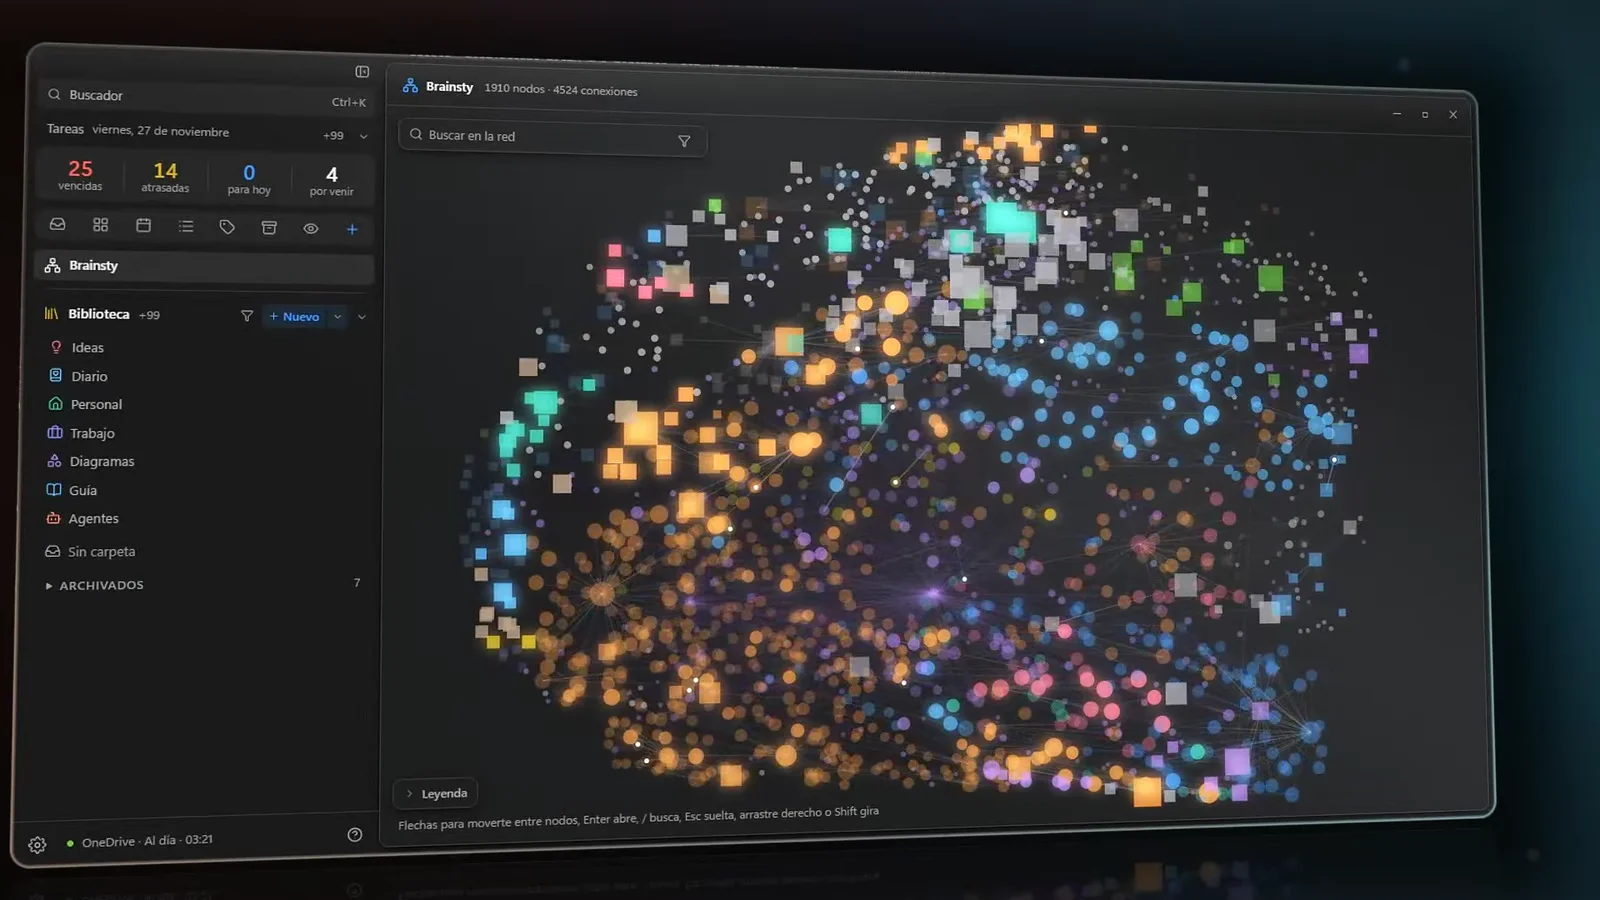 Buscador
Ctrl+K
Tareas viernes, 27 de noviembre +99
25 14 0 4
vencidas atrasadas para hoy por venir
Brainsty
Biblioteca +99 + Nuevo
Ideas
Diario
Personal
Trabajo
Diagramas
Guía
Agentes
Sin carpeta
ARCHIVADOS 7
OneDrive · Al día · 03:21
Brainsty 1910 nodos · 4524 conexiones
Buscar en la red
Leyenda
Flechas para moverte entre nodos, Enter abre, / busca, Esc suelta, arrastre derecho o Shift gira